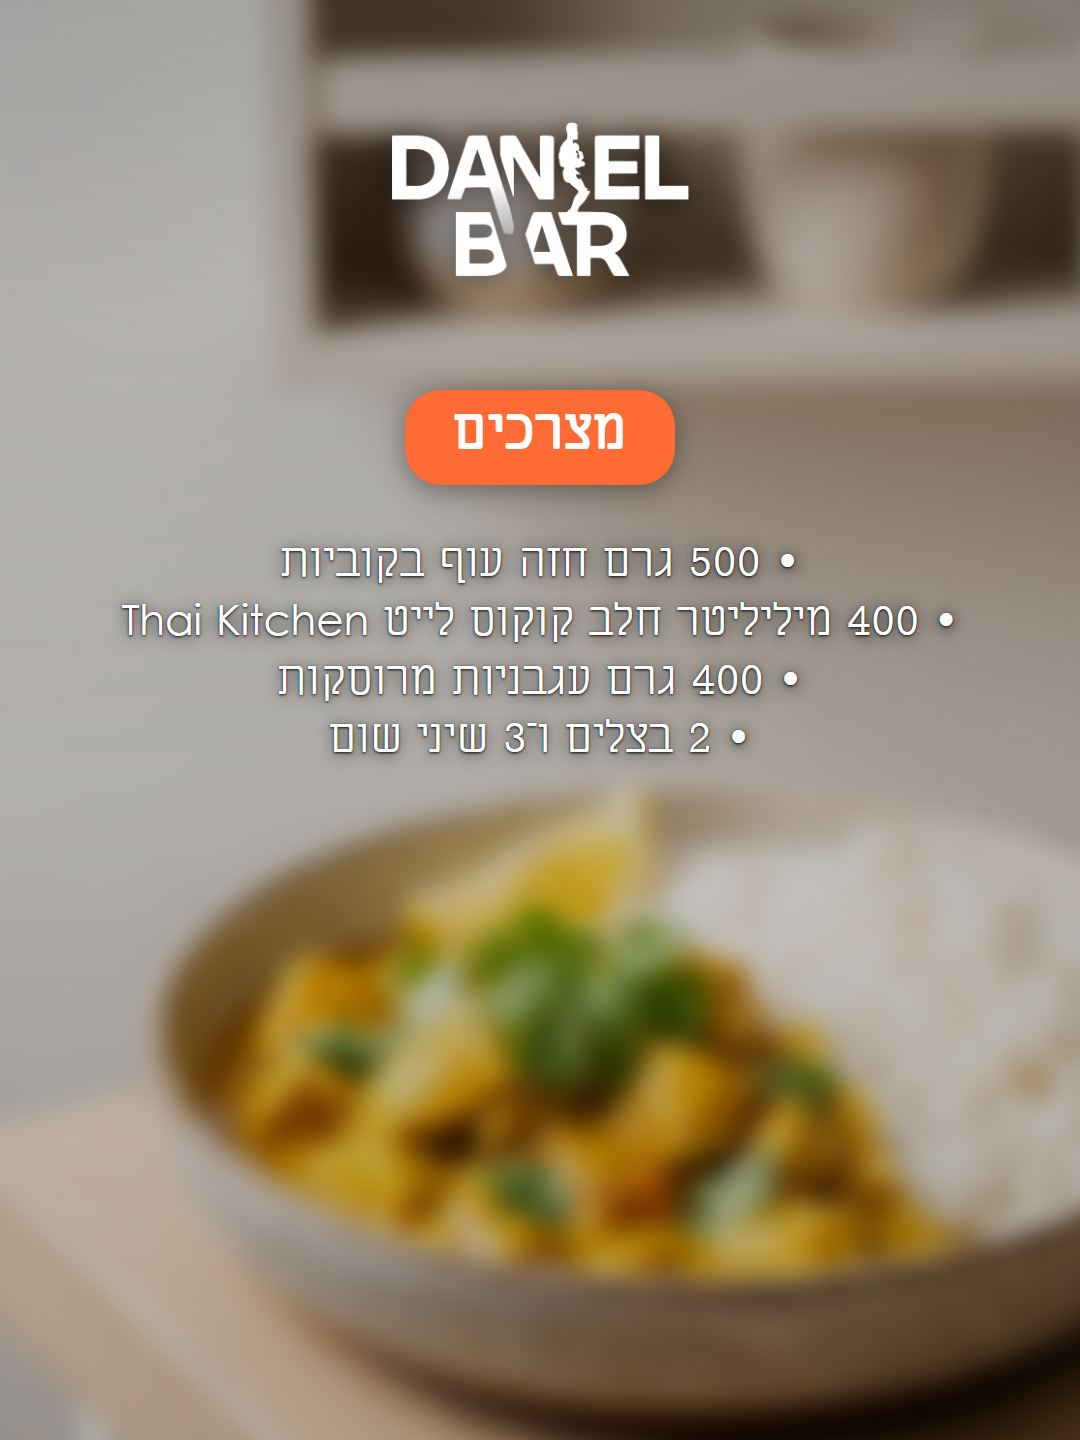 DANIEL
BAR
מצרכים
• 500 גרם חזה עוף בקוביות
• 400 מיליליטר חלב קוקוס לייט Thai Kitchen
• 400 גרם עגבניות מרוסקות
• 2 בצלים ו־3 שיני שום